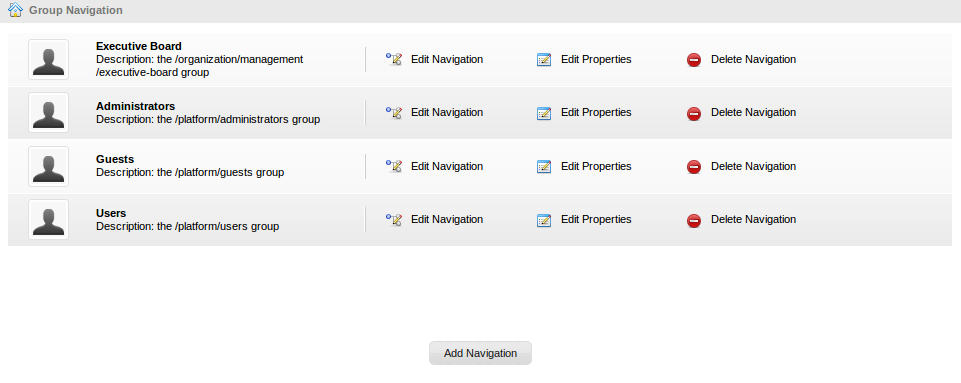 Group Navigation
Executive Board
Description: the /organization/management
/executive-board group
Edit Navigation
Edit Properties
Delete Navigation
Administrators
Description: the /platform/administrators group
Edit Navigation
Edit Properties
Delete Navigation
Guests
Description: the /platform/guests group
Edit Navigation
Edit Properties
Delete Navigation
Users
Description: the /platform/users group
Edit Navigation
Edit Properties
Delete Navigation
Add Navigation